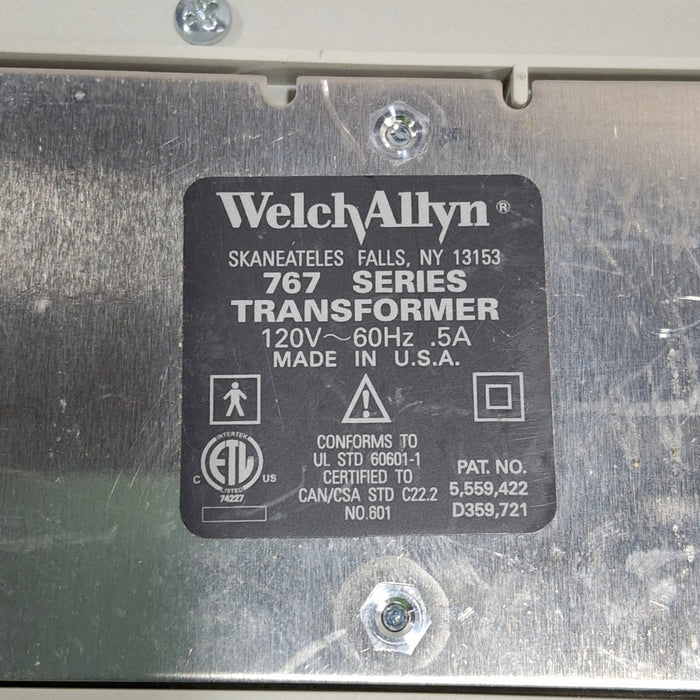 WelchAllyn®
SKANEATELES FALLS, NY 13153
767 SERIES
TRANSFORMER
120V~60Hz .5A
MADE IN U.S.A.
INTERTEK
ETL
C US
LISTED
74227
CONFORMS TO
UL STD 60601-1
CERTIFIED TO
CAN/CSA STD C22.2
NO.601
PAT. NO.
5,559,422
D359,721